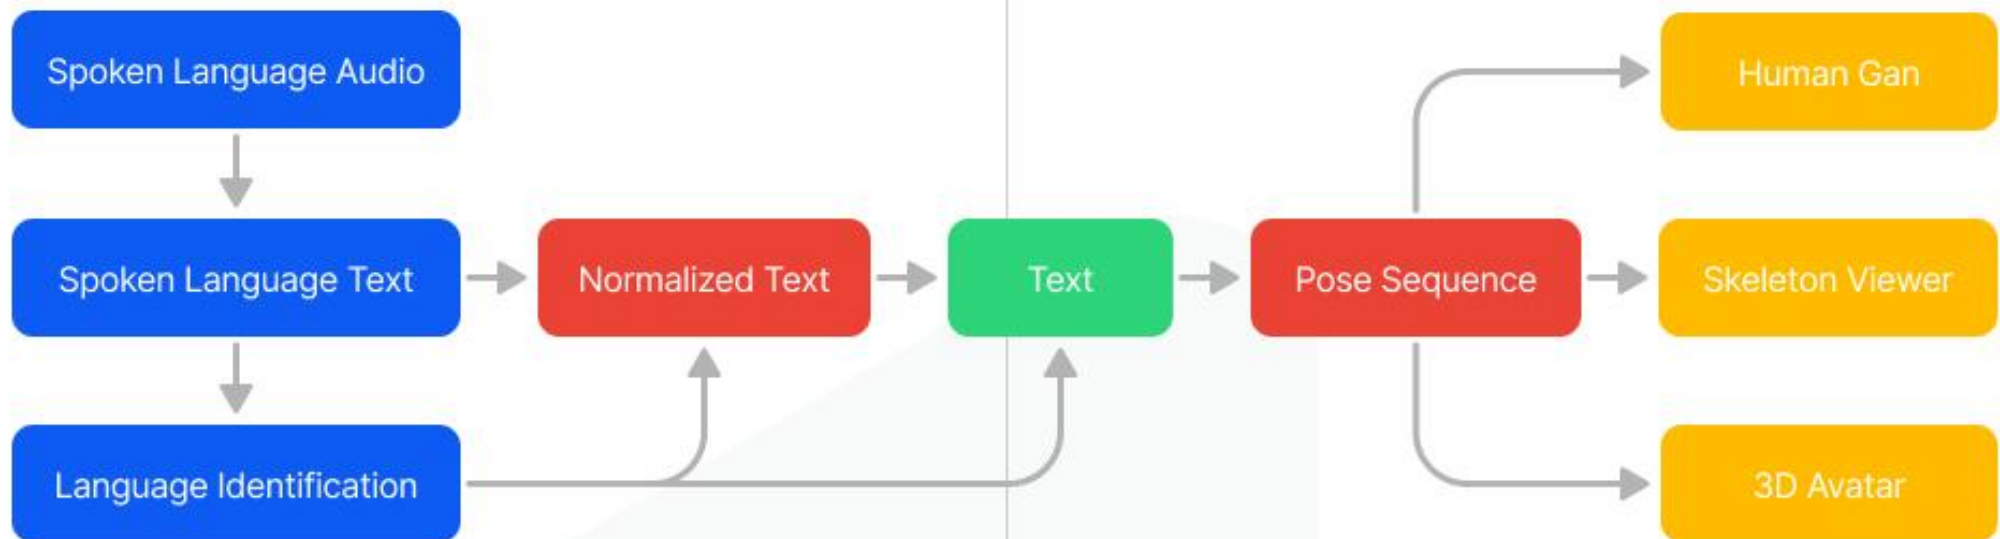 Spoken Language Audio
Human Gan
Spoken Language Text
Normalized Text
Text
Pose Sequence
Skeleton Viewer
Language Identification
3D Avatar